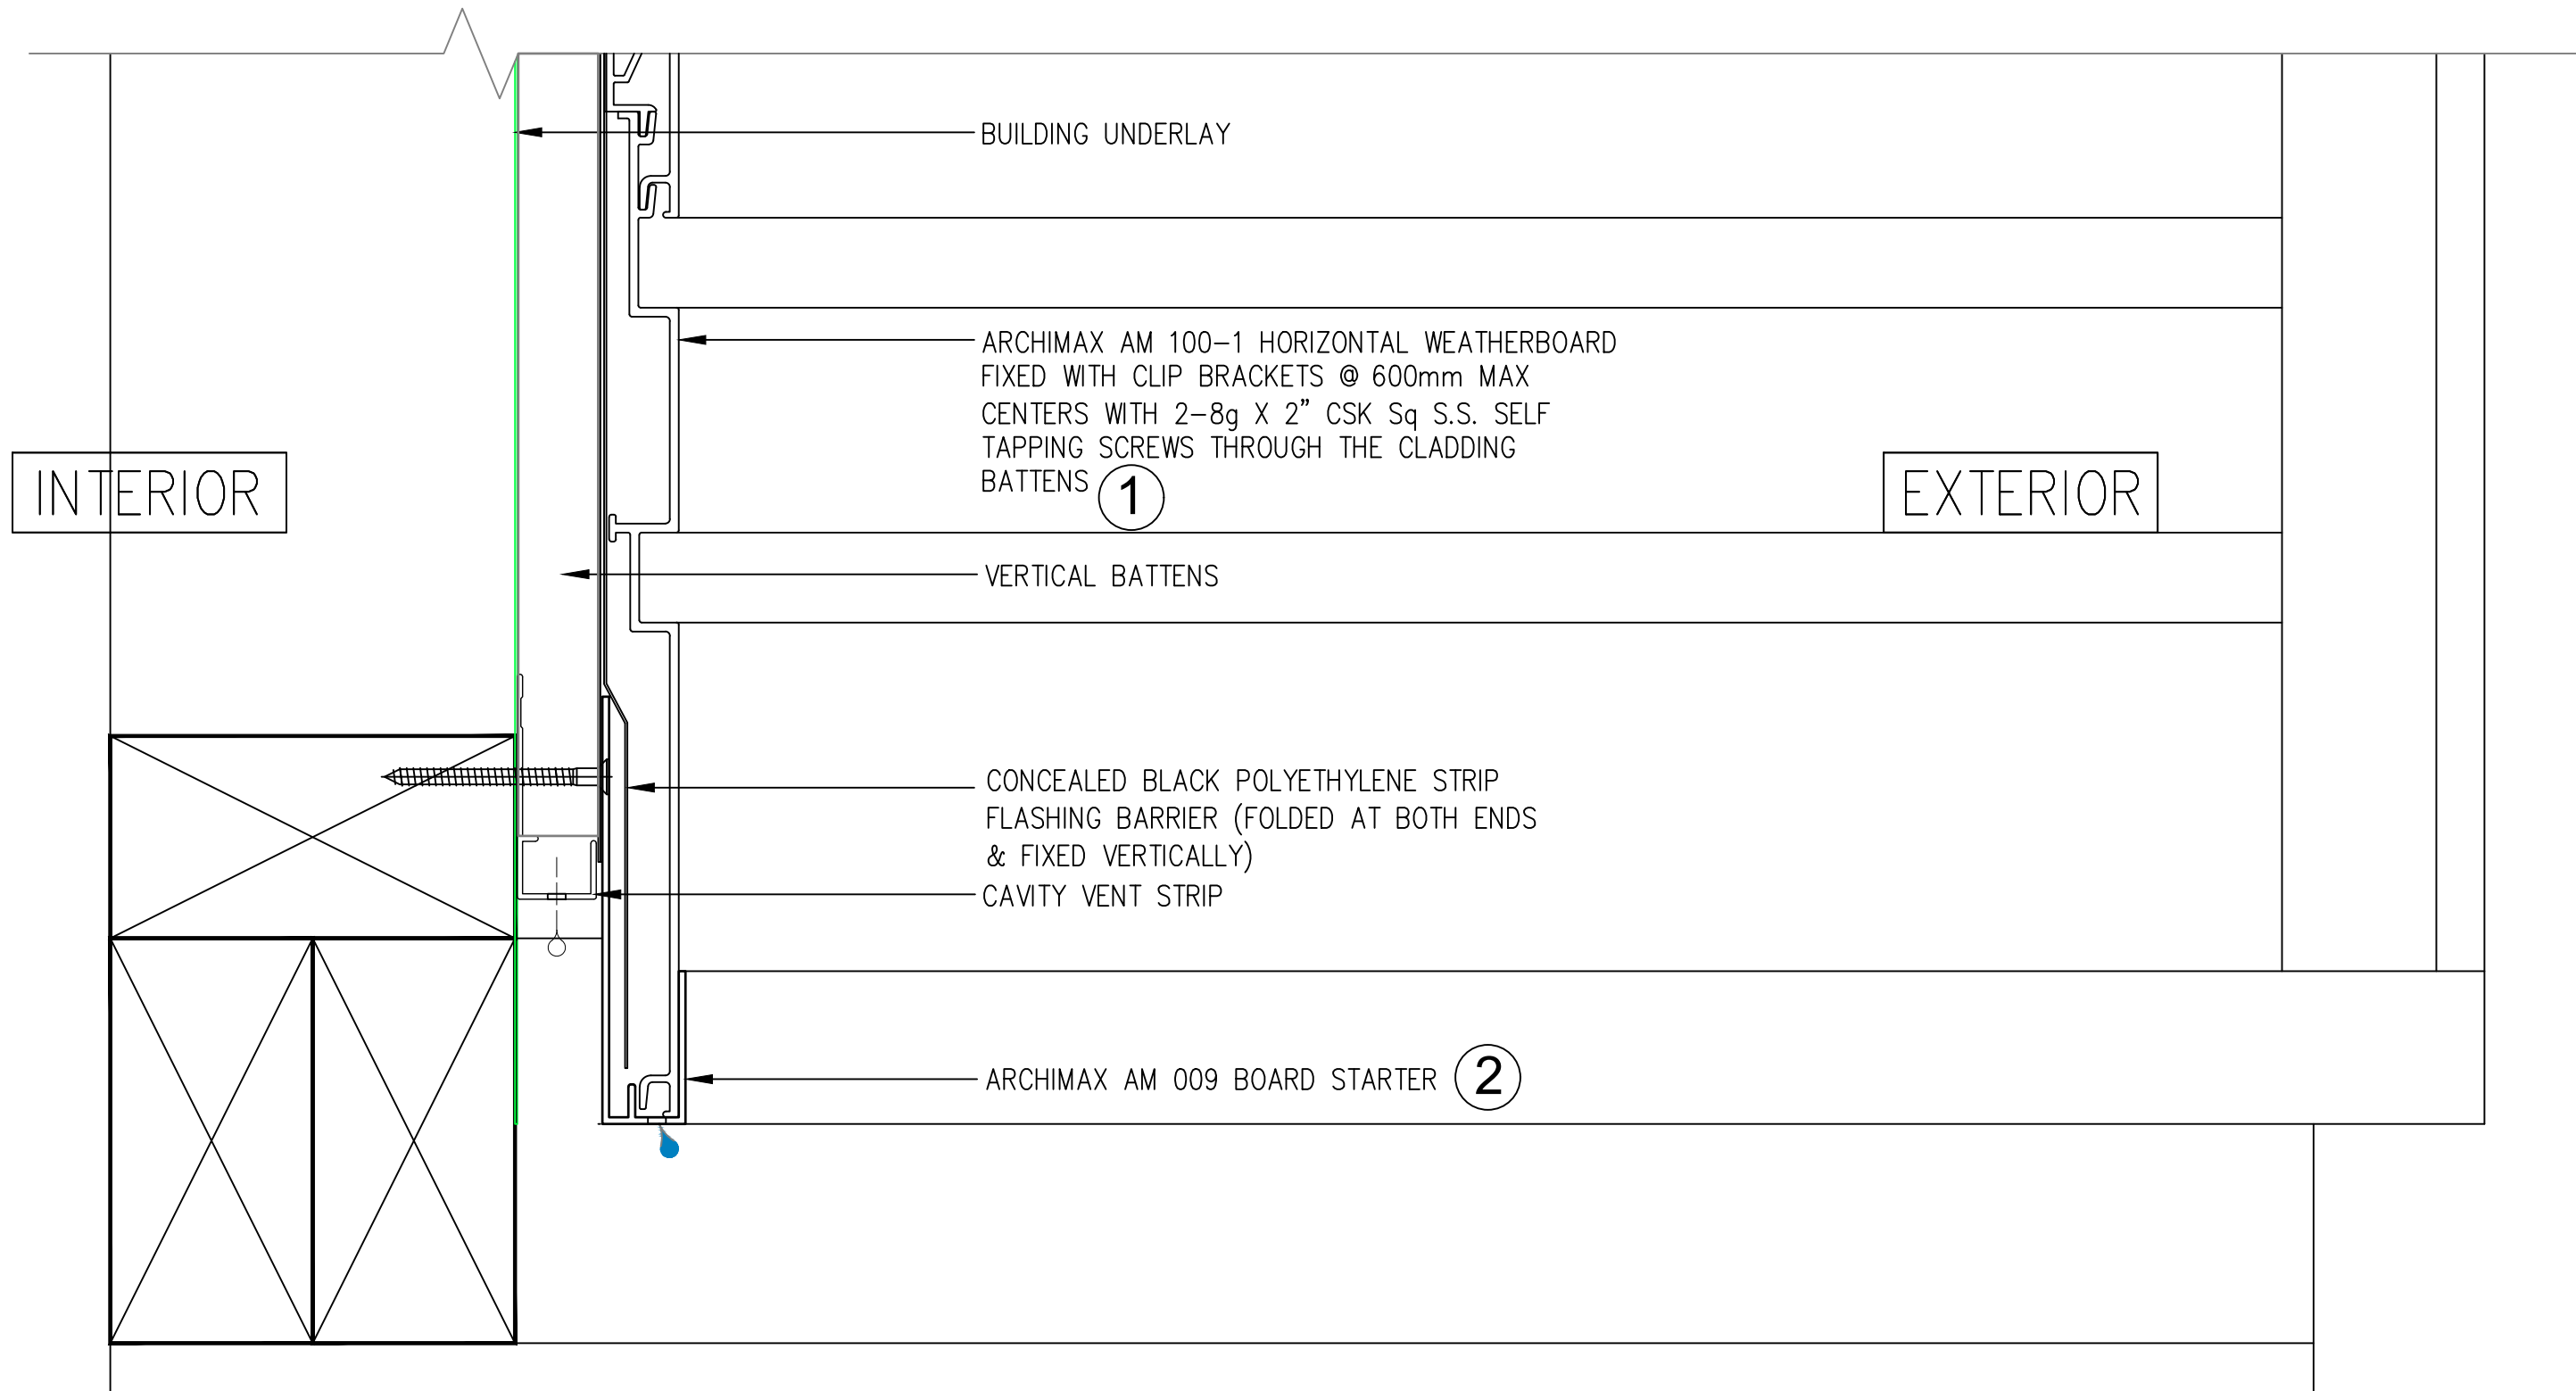 BUILDING UNDERLAY
ARCHIMAX AM 100-1 HORIZONTAL WEATHERBOARD
FIXED WITH CLIP BRACKETS @ 600mm MAX
CENTERS WITH 2-8g X 2" CSK Sq S.S. SELF
TAPPING SCREWS THROUGH THE CLADDING
BATTENS 1
INTERIOR
EXTERIOR
VERTICAL BATTENS
CONCEALED BLACK POLYETHYLENE STRIP
FLASHING BARRIER (FOLDED AT BOTH ENDS
& FIXED VERTICALLY)
CAVITY VENT STRIP
ARCHIMAX AM 009 BOARD STARTER 2